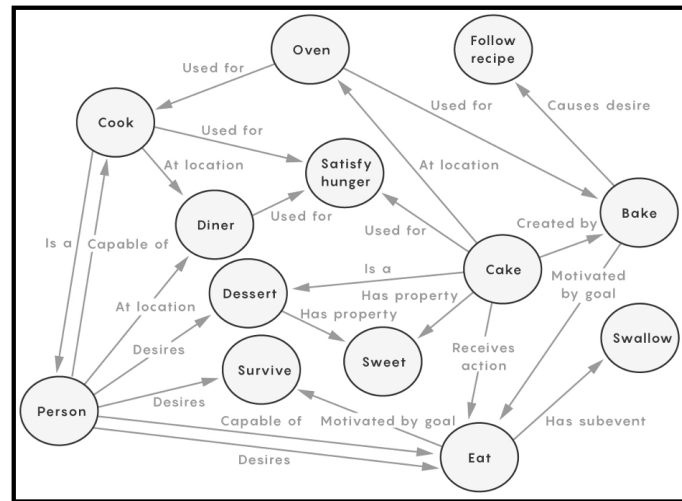 Oven
Follow
recipe
Used for
Used for
Causes desire
Cook
Used for
At location
At location
Satisfy
hunger
Diner
Used for
Used for
Created by
Bake
Is a
Capable of
Is a
Cake
Motivated
by goal
At location
Dessert
Has property
Has property
Desires
Sweet
Receives
action
Swallow
Survive
Person
Desires
Capable of
Motivated by goal
Has subevent
Desires
Eat